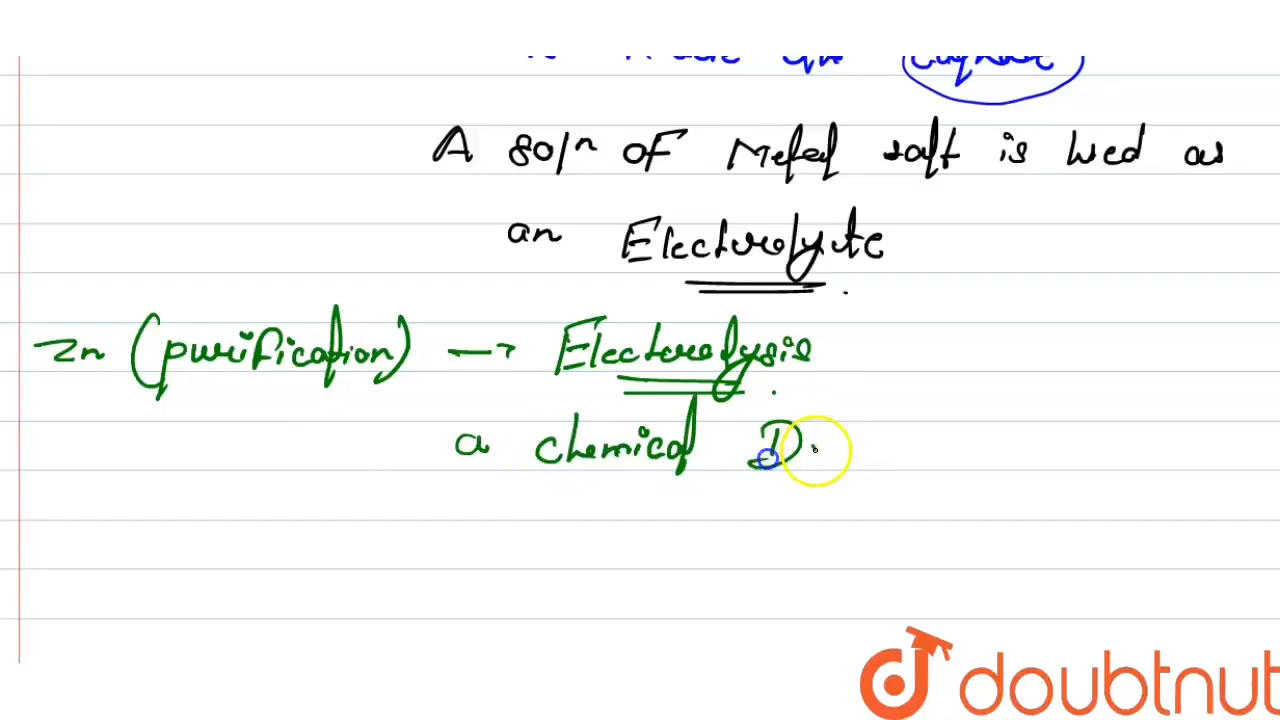 A sol^n OF Metal salt is used as
an Electrolyte.
Zn (purification) → Electrolysis.
a chemical D
doubtnut